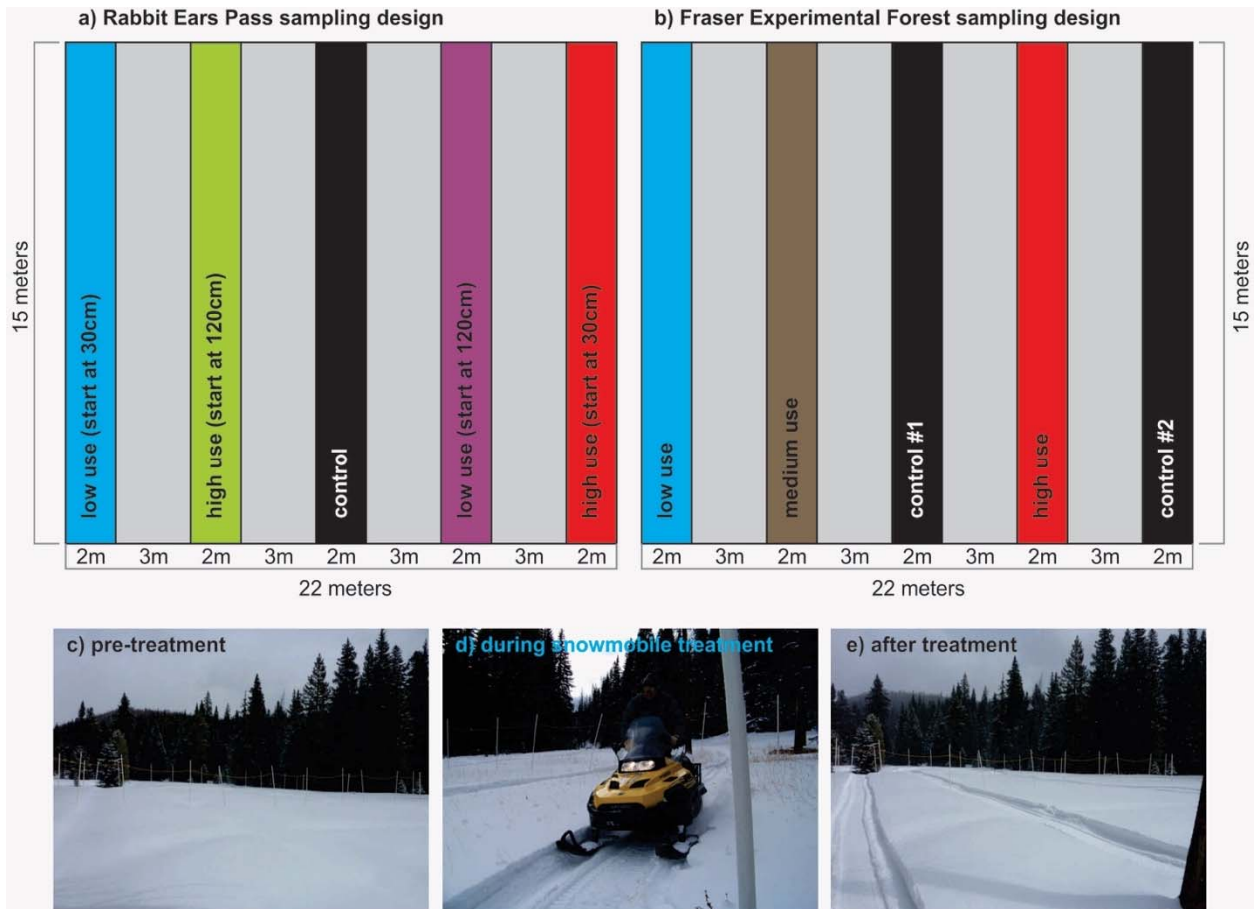 a) Rabbit Ears Pass sampling design
15 meters
low use (start at 30cm)
high use (start at 120cm)
control
low use (start at 120cm)
high use (start at 30cm)
2m 3m 2m 3m 2m 3m 2m 3m 2m
22 meters
b) Fraser Experimental Forest sampling design
low use
medium use
control #1
high use
control #2
15 meters
2m 3m 2m 3m 2m 3m 2m 3m 2m
22 meters
c) pre-treatment
d) during snowmobile treatment
e) after treatment